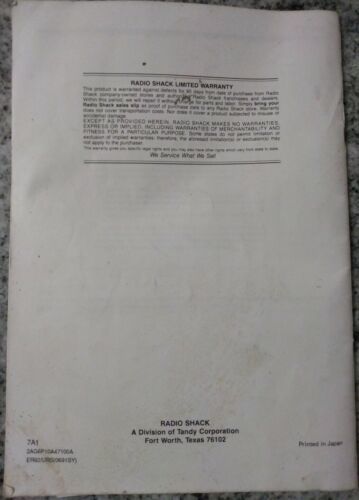 RADIO SHACK LIMITED WARRANTY
This product is warranted against defects for 90 days from date of purchase from Radio
Shack company-owned stores and authorized Radio Shack franchisees and dealers.
Within this period, we will repair it without charge for parts and labor. Simply bring your
Radio Shack sales slip as proof of purchase date to any Radio Shack store. Warranty
does not cover transportation costs. Nor does it cover a product subjected to misuse or
accidental damage.
EXCEPT AS PROVIDED HEREIN, RADIO SHACK MAKES NO WARRANTIES,
EXPRESS OR IMPLIED, INCLUDING WARRANTIES OF MERCHANTABILITY AND
FITNESS FOR A PARTICULAR PURPOSE. Some states do not permit limitation or
exclusion of implied warranties; therefore, the aforesaid limitation(s) or exclusion(s) may
not apply to the purchaser.
This warranty gives you specific legal rights and you may also have other rights which vary from state to state.
We Service What We Sell
RADIO SHACK
A Division of Tandy Corporation
Fort Worth, Texas 76102
7A1
Printed in Japan